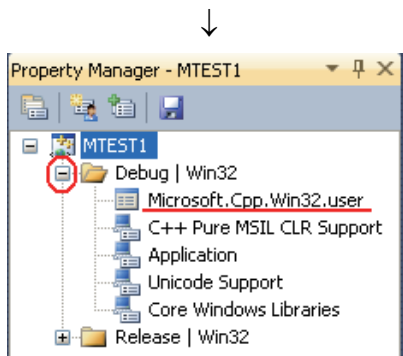 ↓
Property Manager - MTEST1
MTEST1
Debug | Win32
Microsoft.Cpp.Win32.user
C++ Pure MSIL CLR Support
Application
Unicode Support
Core Windows Libraries
Release | Win32